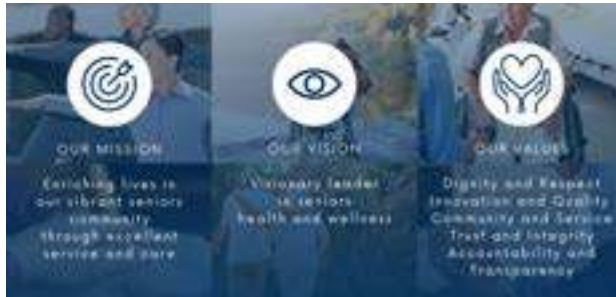 OUR MISSION
Enriching lives in
our vibrant seniors
community
through excellent
service and care
OUR VISION
Visionary leader
in seniors
health and wellness
OUR VALUES
Dignity and Respect
Innovation and Quality
Community and Service
Trust and Integrity
Accountability and
Transparency